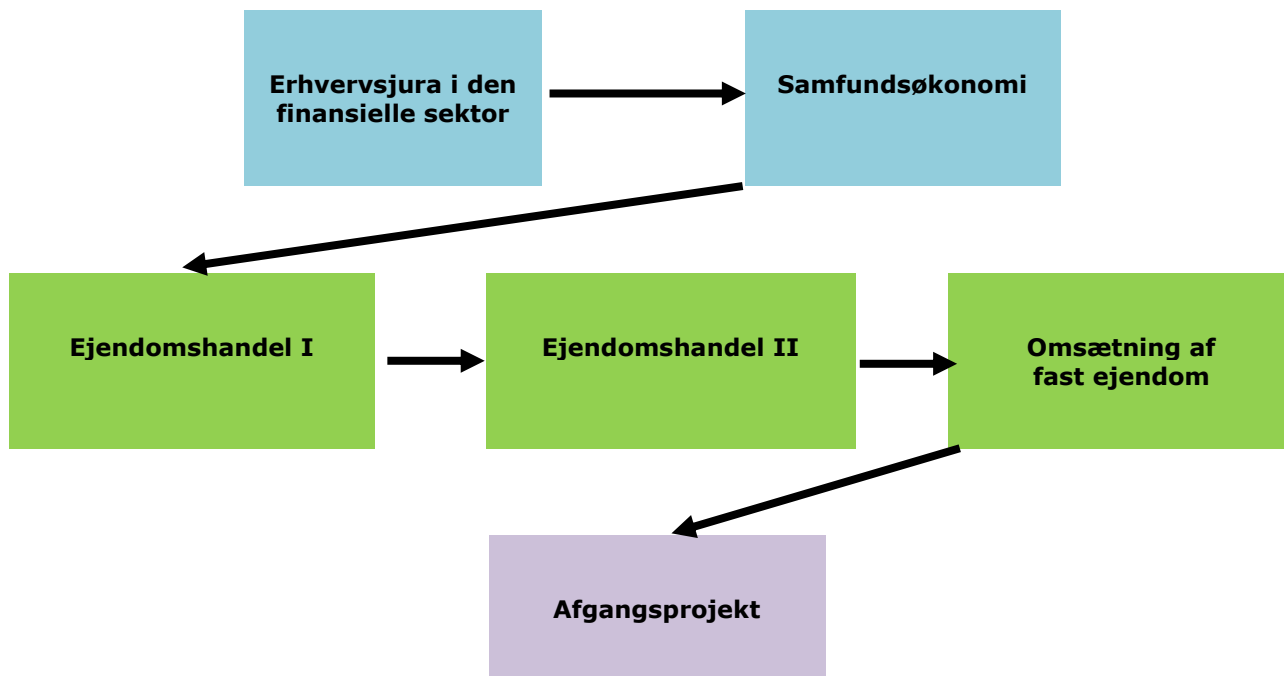 Erhvervsjura i den
finansielle sektor
Samfundsøkonomi
Ejendomshandel I
Ejendomshandel II
Omsætning af
fast ejendom
Afgangsprojekt